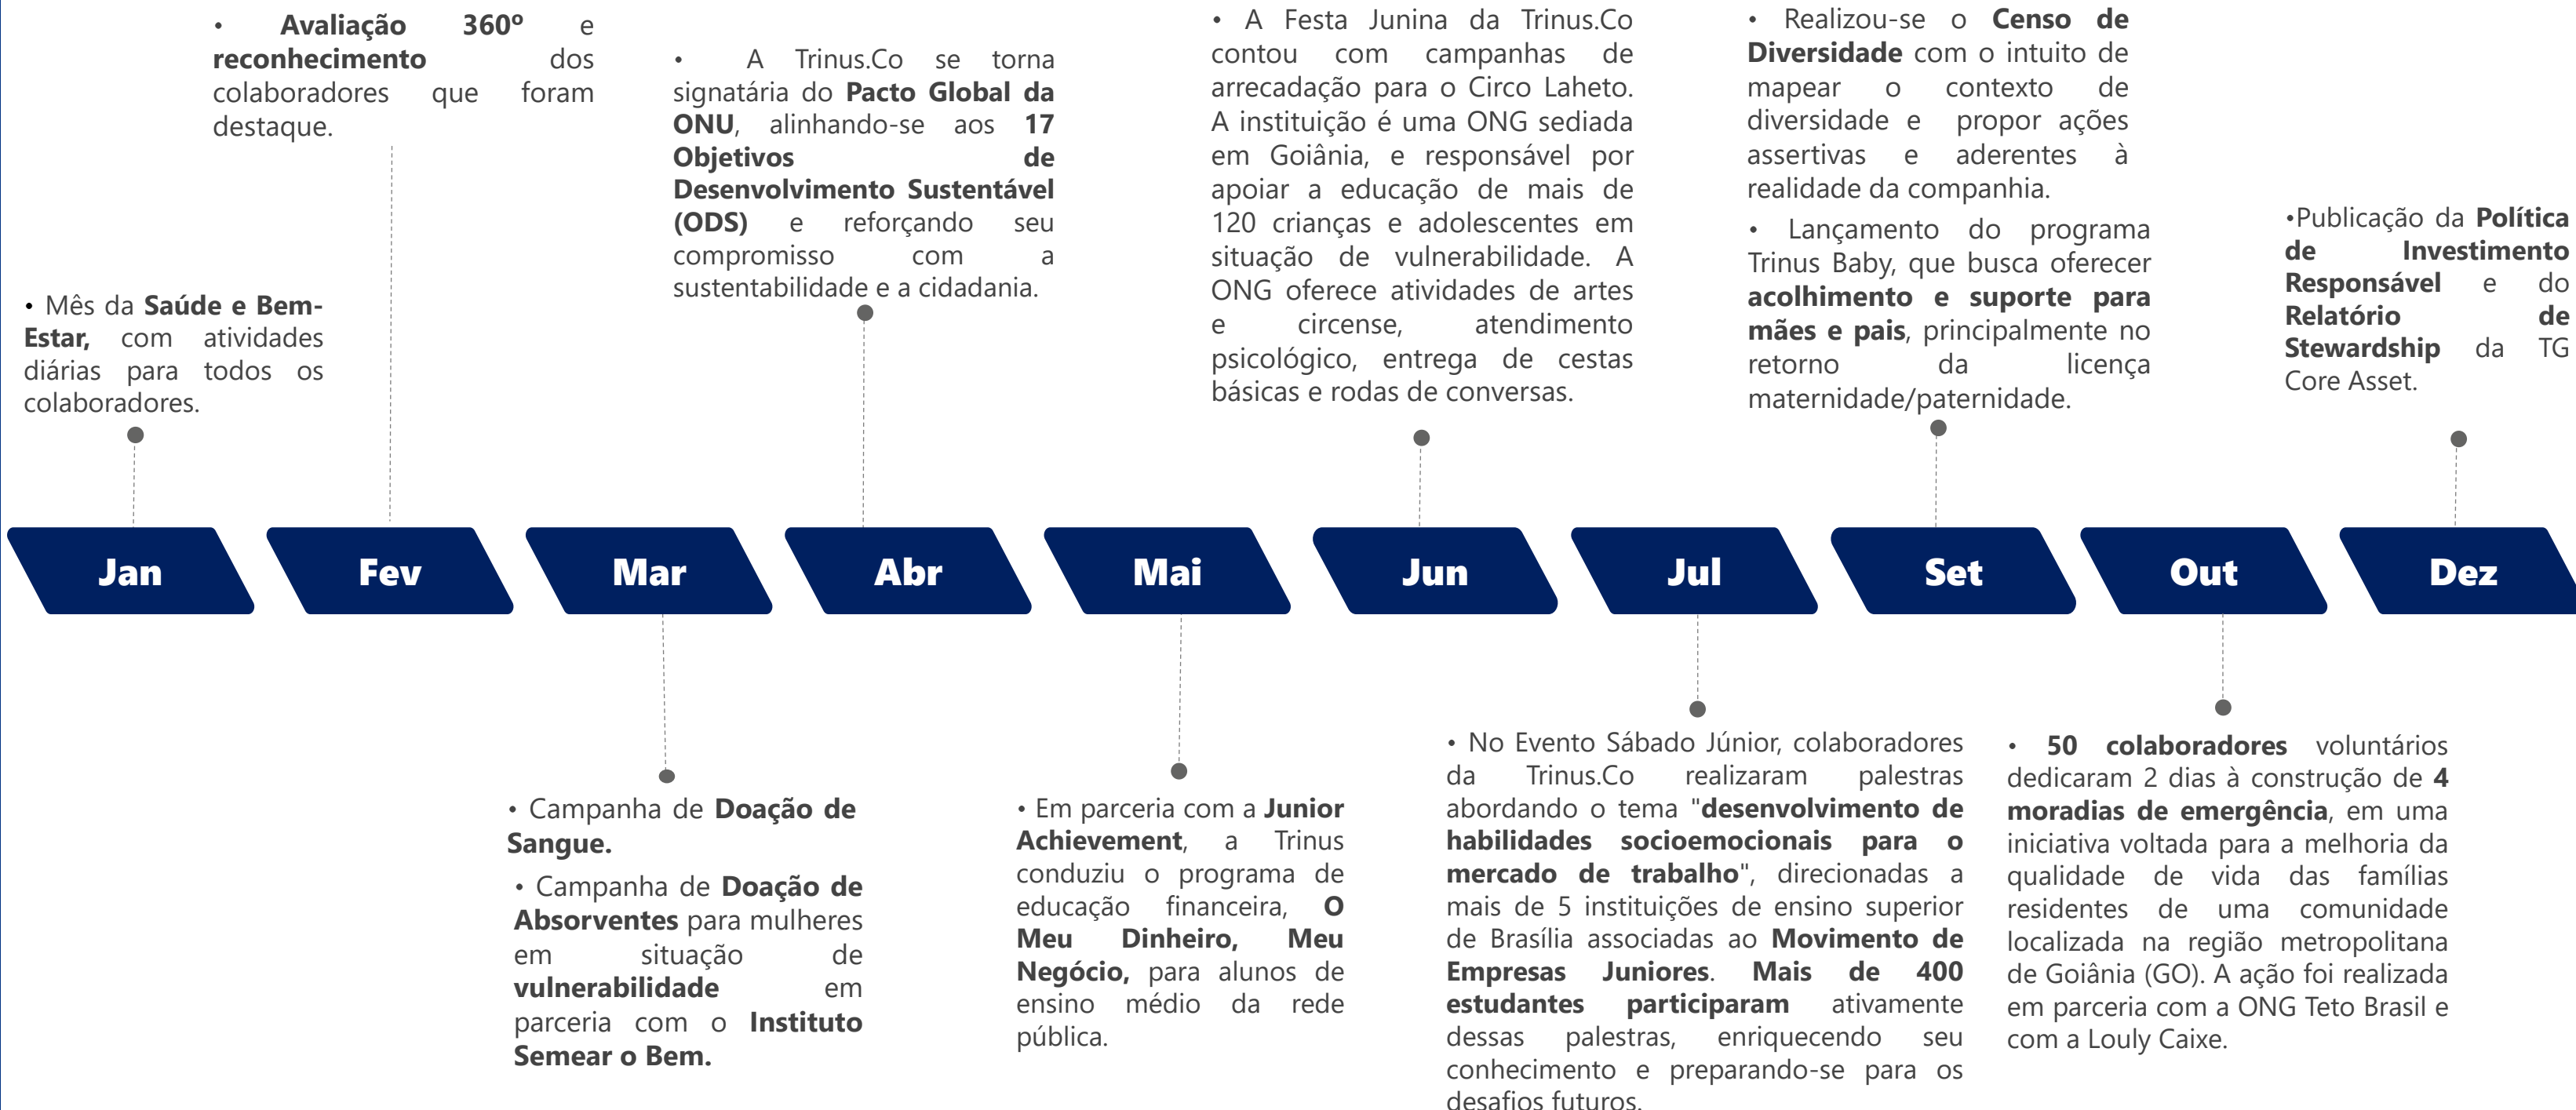 • Mês da Saúde e Bem-
Estar, com atividades
diárias para todos os
colaboradores.
• Avaliação 360º e
reconhecimento dos
colaboradores que foram
destaque.
• A Trinus.Co se torna
signatária do Pacto Global da
ONU, alinhando-se aos 17
Objetivos de
Desenvolvimento Sustentável
(ODS) e reforçando seu
compromisso com a
sustentabilidade e a cidadania.
• A Festa Junina da Trinus.Co
contou com campanhas de
arrecadação para o Circo Laheto.
A instituição é uma ONG sediada
em Goiânia, e responsável por
apoiar a educação de mais de
120 crianças e adolescentes em
situação de vulnerabilidade. A
ONG oferece atividades de artes
e circense, atendimento
psicológico, entrega de cestas
básicas e rodas de conversas.
• Realizou-se o Censo de
Diversidade com o intuito de
mapear o contexto de
diversidade e propor ações
assertivas e aderentes à
realidade da companhia.
• Lançamento do programa
Trinus Baby, que busca oferecer
acolhimento e suporte para
mães e pais, principalmente no
retorno da licença
maternidade/paternidade.
•Publicação da Política
de Investimento
Responsável e do
Relatório de
Stewardship da TG
Core Asset.
Jan
Fev
Mar
Abr
Mai
Jun
Jul
Set
Out
Dez
• Campanha de Doação de
Sangue.
• Campanha de Doação de
Absorventes para mulheres
em situação de
vulnerabilidade em
parceria com o Instituto
Semear o Bem.
• Em parceria com a Junior
Achievement, a Trinus
conduziu o programa de
educação financeira, O
Meu Dinheiro, Meu
Negócio, para alunos de
ensino médio da rede
pública.
• No Evento Sábado Júnior, colaboradores
da Trinus.Co realizaram palestras
abordando o tema "desenvolvimento de
habilidades socioemocionais para o
mercado de trabalho", direcionadas a
mais de 5 instituições de ensino superior
de Brasília associadas ao Movimento de
Empresas Juniores. Mais de 400
estudantes participaram ativamente
dessas palestras, enriquecendo seu
conhecimento e preparando-se para os
desafios futuros.
• 50 colaboradores voluntários
dedicaram 2 dias à construção de 4
moradias de emergência, em uma
iniciativa voltada para a melhoria da
qualidade de vida das famílias
residentes de uma comunidade
localizada na região metropolitana
de Goiânia (GO). A ação foi realizada
em parceria com a ONG Teto Brasil e
com a Louly Caixe.